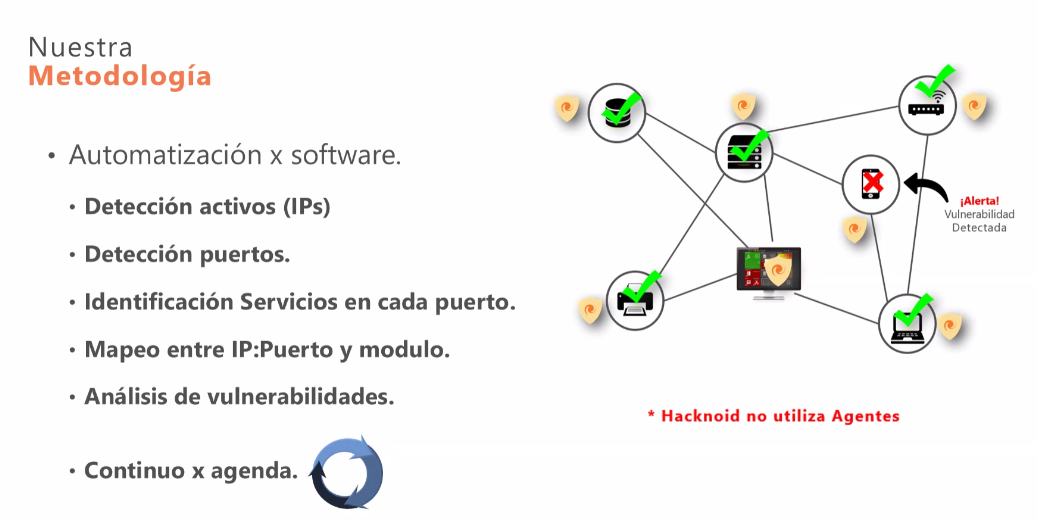 Nuestra
Metodología
• Automatización x software.
• Detección activos (IPs)
• Detección puertos.
• Identificación Servicios en cada puerto.
• Mapeo entre IP:Puerto y modulo.
• Análisis de vulnerabilidades.
• Continuo x agenda.
¡Alerta!
Vulnerabilidad
Detectada
* Hacknoid no utiliza Agentes